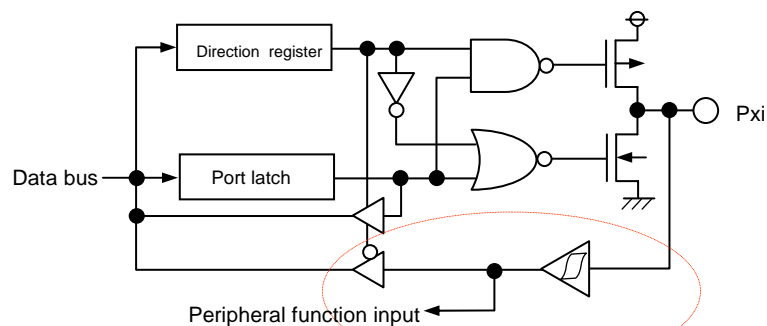 Direction register
Pxi
Data bus
Port latch
Peripheral function input